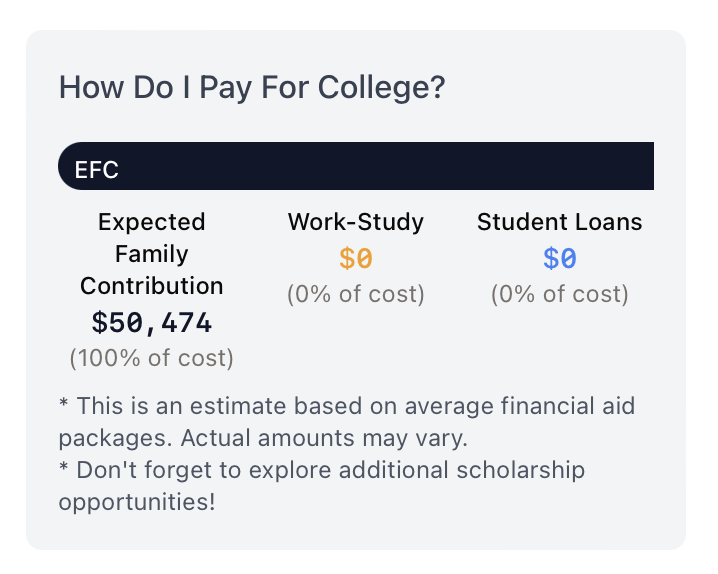 How Do I Pay For College?
EFC
Expected
Family
Contribution
$50,474
(100% of cost)
Work-Study
$0
(0% of cost)
Student Loans
$0
(0% of cost)
* This is an estimate based on average financial aid
packages. Actual amounts may vary.
* Don't forget to explore additional scholarship
opportunities!